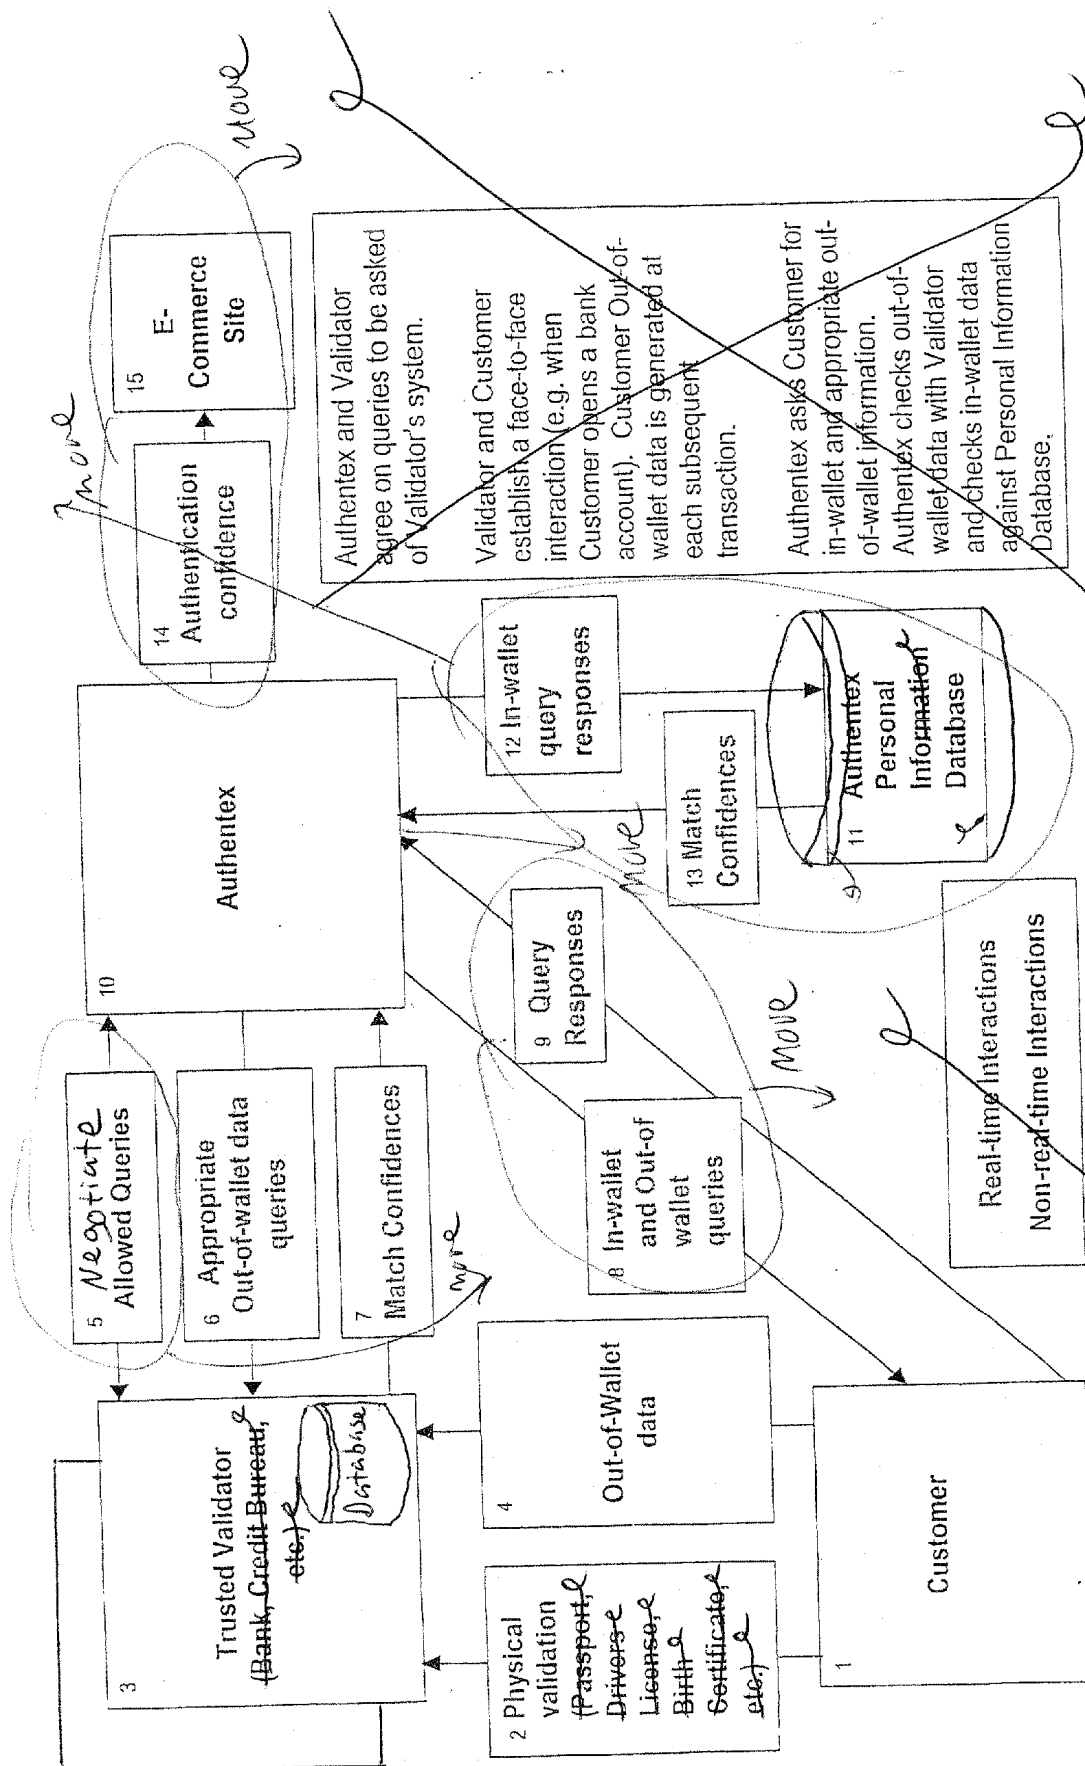 move
move
15
E-
Commerce
Site
14
Authentication
confidence
10
Authentex
5 Negotiate
Allowed Queries
6 Appropriate
Out-of-wallet data
queries
7
Match Confidences
move
3
Trusted Validator
(Bank, Credit Bureau,
etc.)
Database
4
Out-of-Wallet
data
2 Physical
validation
(Passport,
Drivers
License,
Birth
Certificate,
etc.)
1
Customer
8 In-wallet
and Out-of
wallet
queries
9 Query
Responses
move
move
12 In-wallet
query
responses
13 Match
Confidences
11
Authentex
Personal
Information
Database
Authentex and Validator
agree on queries to be asked
of Validator's system.
Validator and Customer
establish a face-to-face
interaction (e.g. when
Customer opens a bank
account). Customer Out-of-
wallet data is generated at
each subsequent
transaction.
Authentex asks Customer for
in-wallet and appropriate out-
of-wallet information.
Authentex checks out-of-
wallet data with Validator
and checks in-wallet data
against Personal Information
Database.
Real-time Interactions
Non-real-time Interactions